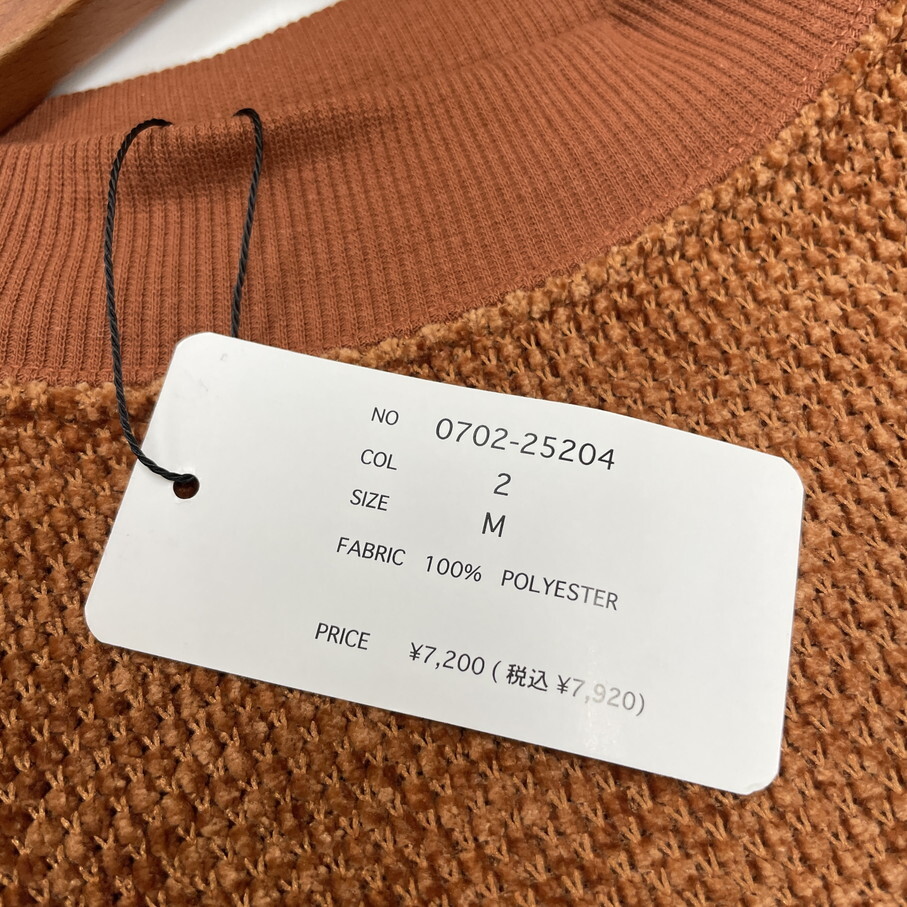 NO 0702-25204
COL 2
SIZE M
FABRIC 100% POLYESTER
PRICE ¥7,200 ( 税込 ¥7,920)